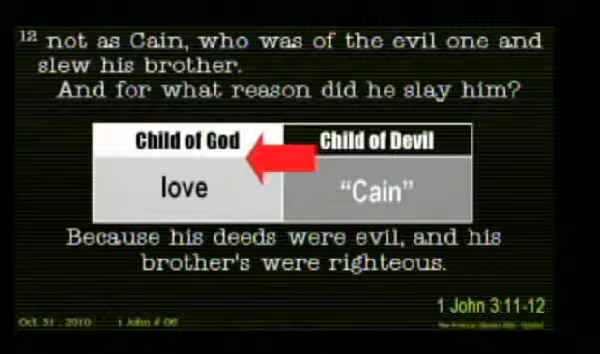 12 not as Cain, who was of the evil one and
slew his brother.
And for what reason did he slay him?
Child of God Child of Devil
love "Cain"
Because his deeds were evil, and his
brother's were righteous.
1 John 3:11-12
Oct. 31, 2010 1 John # 06